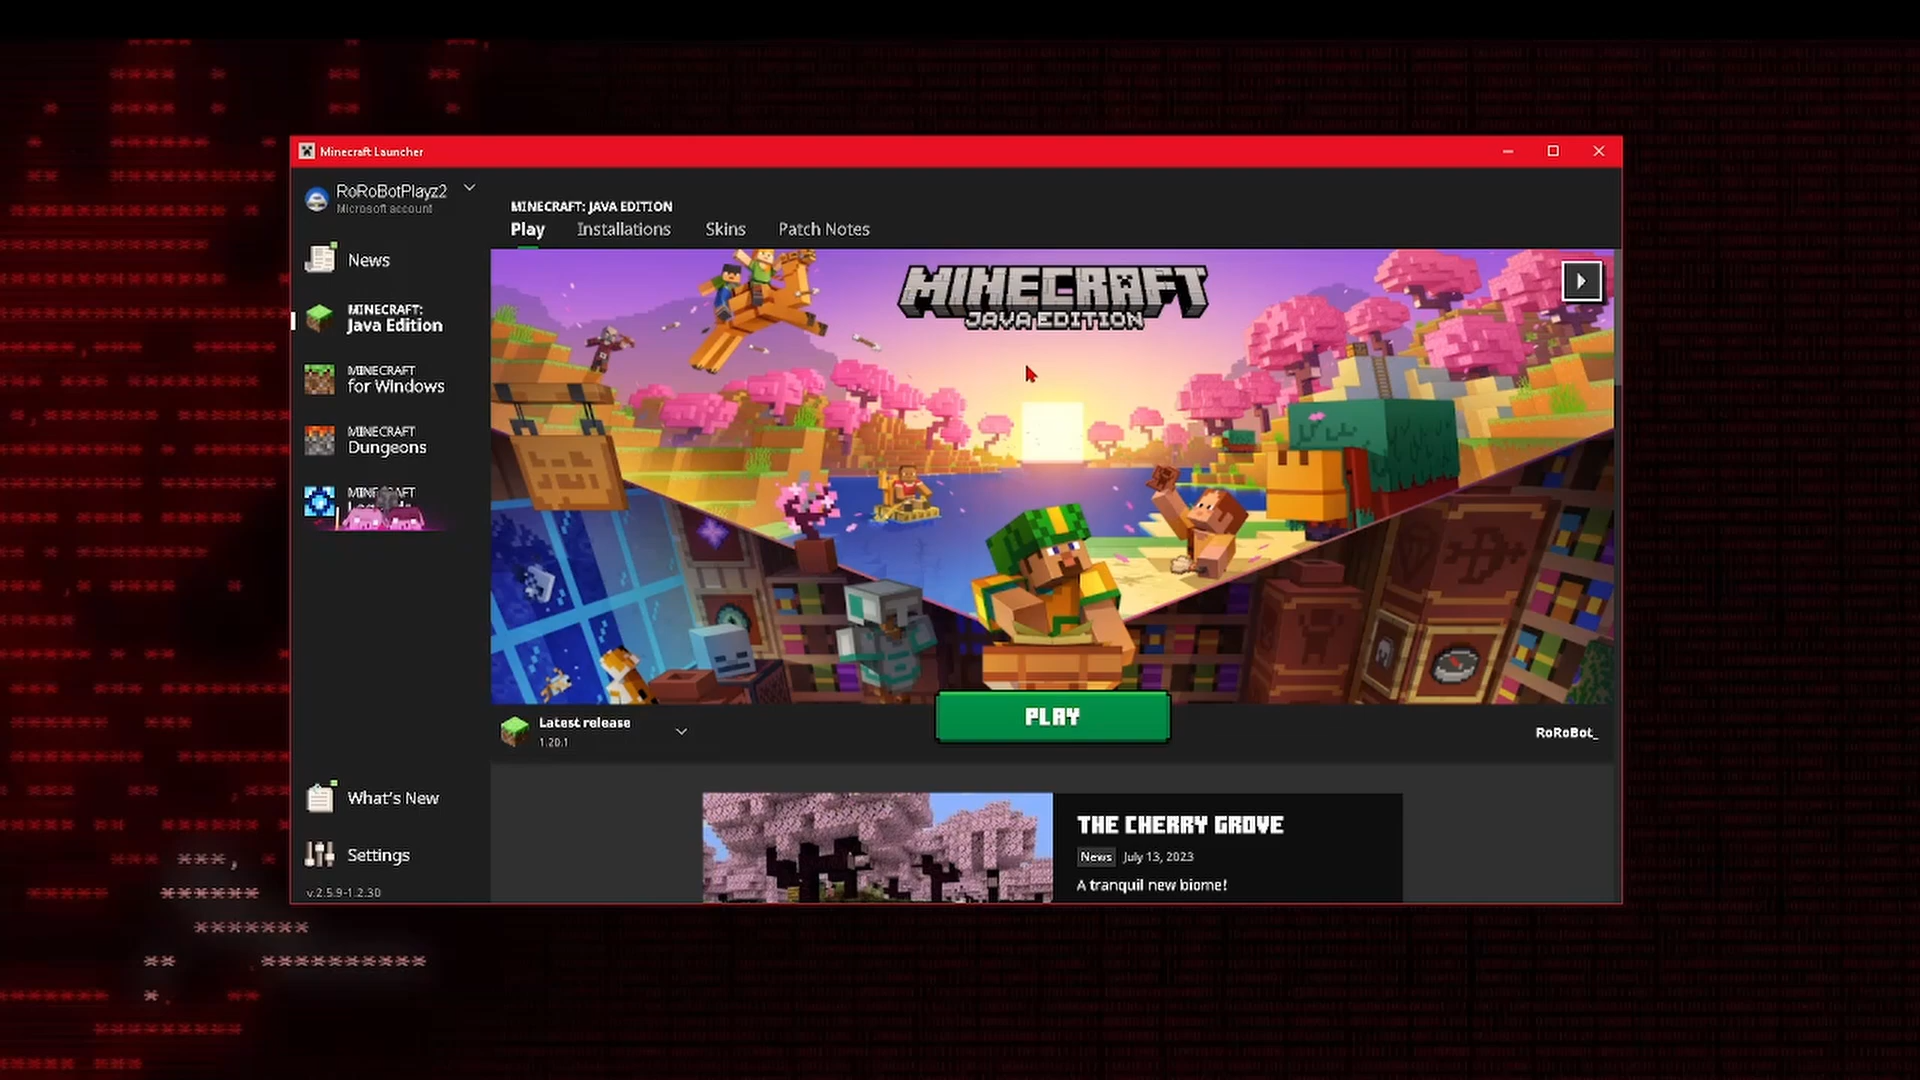 Minecraft Launcher
RoRoBotPlayz2
Microsoft account
News
MINECRAFT:
Java Edition
MINECRAFT
for Windows
MINECRAFT
Dungeons
What's New
Settings
v.2.5.9-1.2.30
MINECRAFT: JAVA EDITION
Play Installations Skins Patch Notes
MINECRAFT
JAVA EDITION
Latest release
1.20.1
PLAY
RoRoBot_
THE CHERRY GROVE
News July 13, 2023
A tranquil new biome!